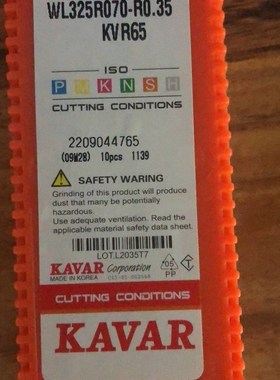 WL325R070-R0.35
KVR65
ISO
P M K N S H
CUTTING CONDITIONS
2209044765
(09W28) 10pcs 1139
SAFETY WARING
Grinding of this product will produce
dust that many be potentially
hazardous.
Use adequate ventilation. Read the
applicable material safety data sheet.
LOT.L2035T7
KAVAR Corporation
MADE IN KOREA
05
PP
CUTTING CONDITIONS
KAVAR